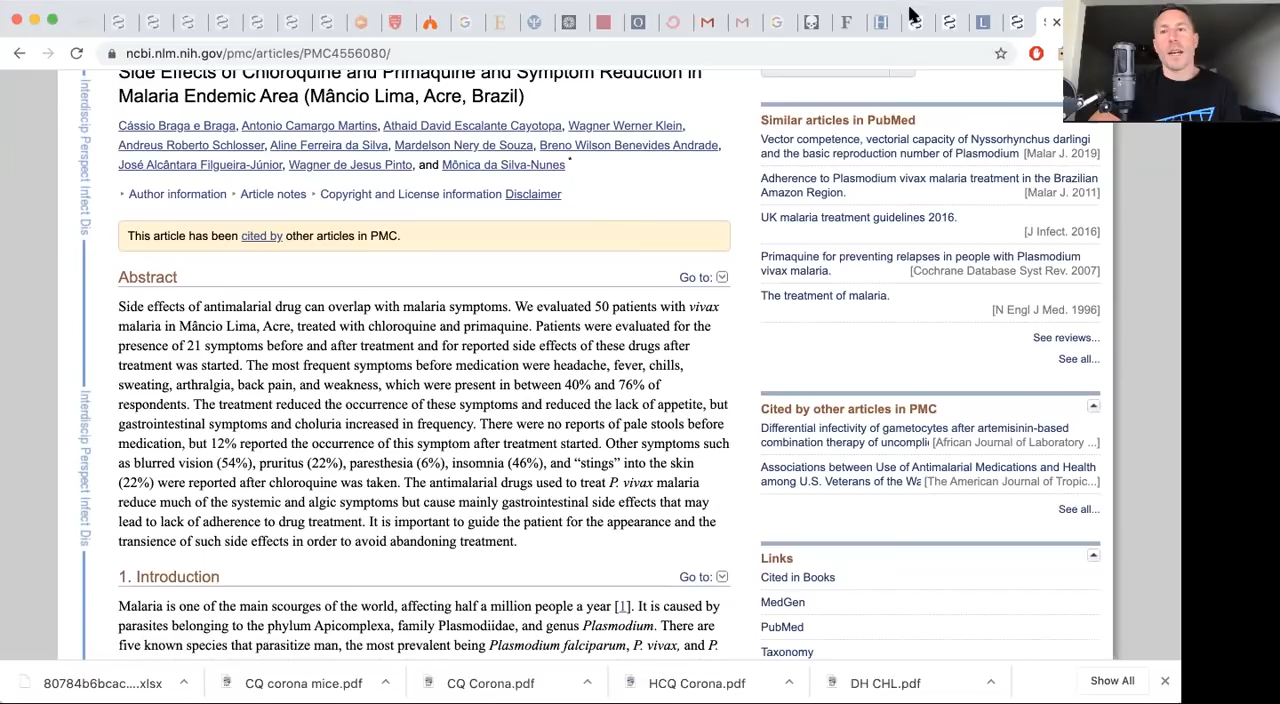 ncbi.nlm.nih.gov/pmc/articles/PMC4556080/
Side Effects of Chloroquine and Primaquine and Symptom Reduction in
Malaria Endemic Area (Mâncio Lima, Acre, Brazil)
Cássio Braga e Braga, Antonio Camargo Martins, Athan David Escalante Cayotopa, Wagner Werner Klein,
Andreus Roberto Schlosser, Aline Ferreira da Silva, Mardelson Nery de Souza, Breno Wilson Benevides Andrade,
José Alcântara Filgueira Júnior, Wagner de Jesus Pinto, and Mônica da Silva-Nunes *
Author information Article notes Copyright and License information Disclaimer
This article has been cited by other articles in PMC.
Abstract
Go to:
Side effects of antimalarial drug can overlap with malaria symptoms. We evaluated 50 patients with vivax
malaria in Mâncio Lima, Acre, treated with chloroquine and primaquine. Patients were evaluated for the
presence of 21 symptoms before and after treatment and for reported side effects of these drugs after
treatment was started. The most frequent symptoms before medication were headache, fever, chills,
sweating, arthralgia, back pain, and weakness, which were present in between 40% and 76% of
respondents. The treatment reduced the occurrence of these symptoms and reduced the lack of appetite, but
gastrointestinal symptoms and choluria increased in frequency. There were no reports of pale stools before
medication, but 12% reported the occurrence of this symptom after treatment started. Other symptoms such
as blurred vision (54%), pruritus (22%), paresthesia (6%), insomnia (46%), and “stings” into the skin
(22%) were reported after chloroquine was taken. The antimalarial drugs used to treat P. vivax malaria
reduce much of the systemic and algic symptoms but cause mainly gastrointestinal side effects that may
lead to lack of adherence to drug treatment. It is important to guide the patient for the appearance and the
transience of such side effects in order to avoid abandoning treatment.
1. Introduction
Go to:
Malaria is one of the main scourges of the world, affecting half a million people a year [1]. It is caused by
parasites belonging to the phylum Apicomplexa, family Plasmodiidae, and genus Plasmodium. There are
five known species that parasitize man, the most prevalent being Plasmodium falciparum, P. vivax, and P.
Interdiscip Perspect Infect Dis
Interdiscip Perspect Infect Dis
Similar articles in PubMed
Vector competence, vectorial capacity of Nyssorhynchus darlingi
and the basic reproduction number of Plasmodium [Malar J. 2019]
Adherence to Plasmodium vivax malaria treatment in the Brazilian
Amazon Region. [Malar J. 2011]
UK malaria treatment guidelines 2016.
[J Infect. 2016]
Primaquine for preventing relapses in people with Plasmodium
vivax malaria. [Cochrane Database Syst Rev. 2007]
The treatment of malaria.
[N Engl J Med. 1996]
See reviews...
See all...
Cited by other articles in PMC
Differential infectivity of gametocytes after artemisinin-based
combination therapy of uncompli [African Journal of Laboratory ...]
Associations between Use of Antimalarial Medications and Health
among U.S. Veterans of the Wa [The American Journal of Tropic...]
See all...
Links
Cited in Books
MedGen
PubMed
Taxonomy
80784b6bcac....xlsx
CQ corona mice.pdf
CQ Corona.pdf
HCQ Corona.pdf
DH CHL.pdf
Show All